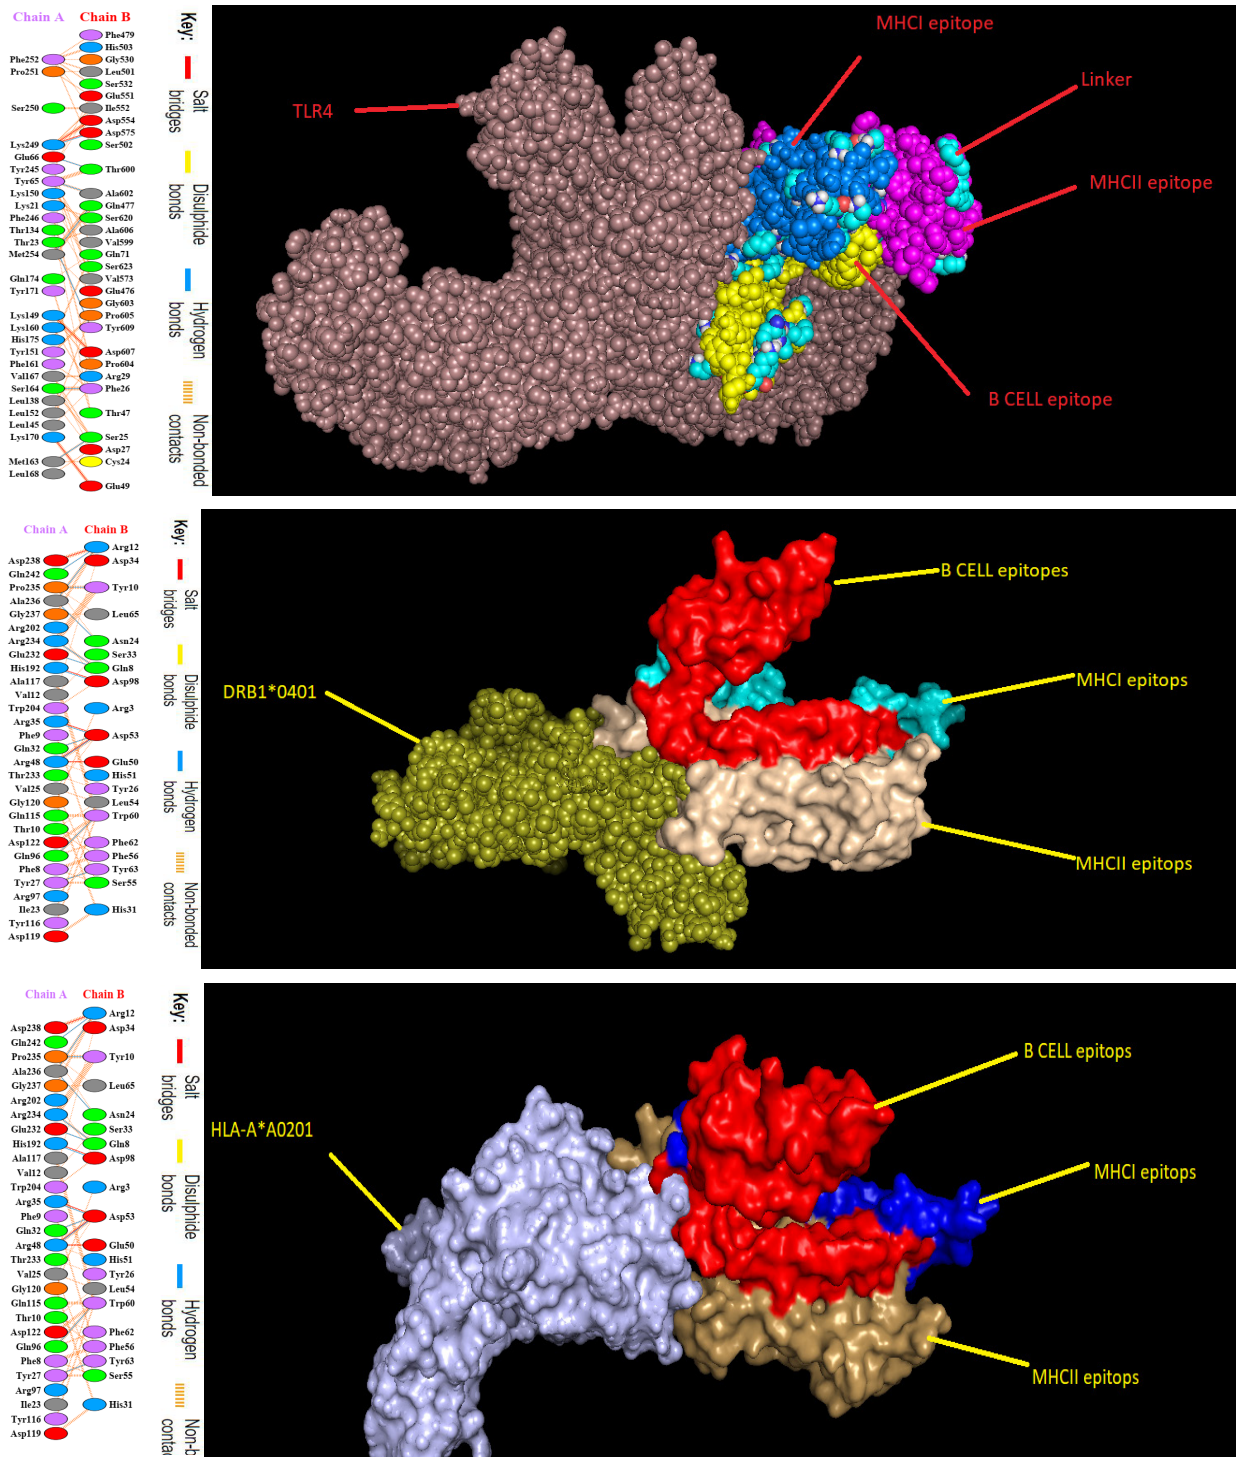 Chain A Chain B
Phe479
His503
Phe252 Gly530
Pro251 Leu501
Ser532
Glu551
Ser250 Ile552
Asp554
Asp575
Lys249 Ser502
Glu66
Tyr245 Thr600
Tyr65
Lys150 Ala602
Lys21 Gln477
Phe246 Ser620
Thr134 Ala606
Thr23 Val599
Met254 Gln71
Ser623
Gln174 Val573
Tyr171 Glu476
Gly603
Lys149 Pro605
Lys160 Tyr609
His175
Tyr151 Asp607
Phe161 Pro604
Val167 Arg29
Ser164 Phe26
Leu138
Leu152 Thr47
Leu145
Lys170 Ser25
Asp27
Met163 Cys24
Leu168
Glu49
Key:
Salt
bridges
Disulphide
bonds
Hydrogen
bonds
Non-bonded
contacts
MHCI epitope
Linker
TLR4
MHCII epitope
B CELL epitope
Chain A Chain B
Arg12
Asp238 Asp34
Gln242
Pro235 Tyr10
Ala236
Gly237 Leu65
Arg202
Arg234 Asn24
Glu232 Ser33
His192 Gln8
Ala117 Asp98
Val12
Trp204 Arg3
Arg35
Phe9 Asp53
Gln32
Arg48 Glu50
Thr233 His51
Val25 Tyr26
Gly120 Leu54
Gln115 Trp60
Thr10
Asp122 Phe62
Gln96 Phe56
Phe8 Tyr63
Tyr27 Ser55
Arg97
Ile23 His31
Tyr116
Asp119
Key:
Salt
bridges
Disulphide
bonds
Hydrogen
bonds
Non-bonded
contacts
B CELL epitopes
MHCI epitops
DRB1*0401
MHCII epitops
Chain A Chain B
Arg12
Asp238 Asp34
Gln242
Pro235 Tyr10
Ala236
Gly237 Leu65
Arg202
Arg234 Asn24
Glu232 Ser33
His192 Gln8
Ala117 Asp98
Val12
Trp204 Arg3
Arg35
Phe9 Asp53
Gln32
Arg48 Glu50
Thr233 His51
Val25 Tyr26
Gly120 Leu54
Gln115 Trp60
Thr10
Asp122 Phe62
Gln96 Phe56
Phe8 Tyr63
Tyr27 Ser55
Arg97
Ile23 His31
Tyr116
Asp119
Key:
Salt
bridges
Disulphide
bonds
Hydrogen
bonds
Non-b
contac
B CELL epitops
HLA-A*A0201
MHCI epitops
MHCII epitops